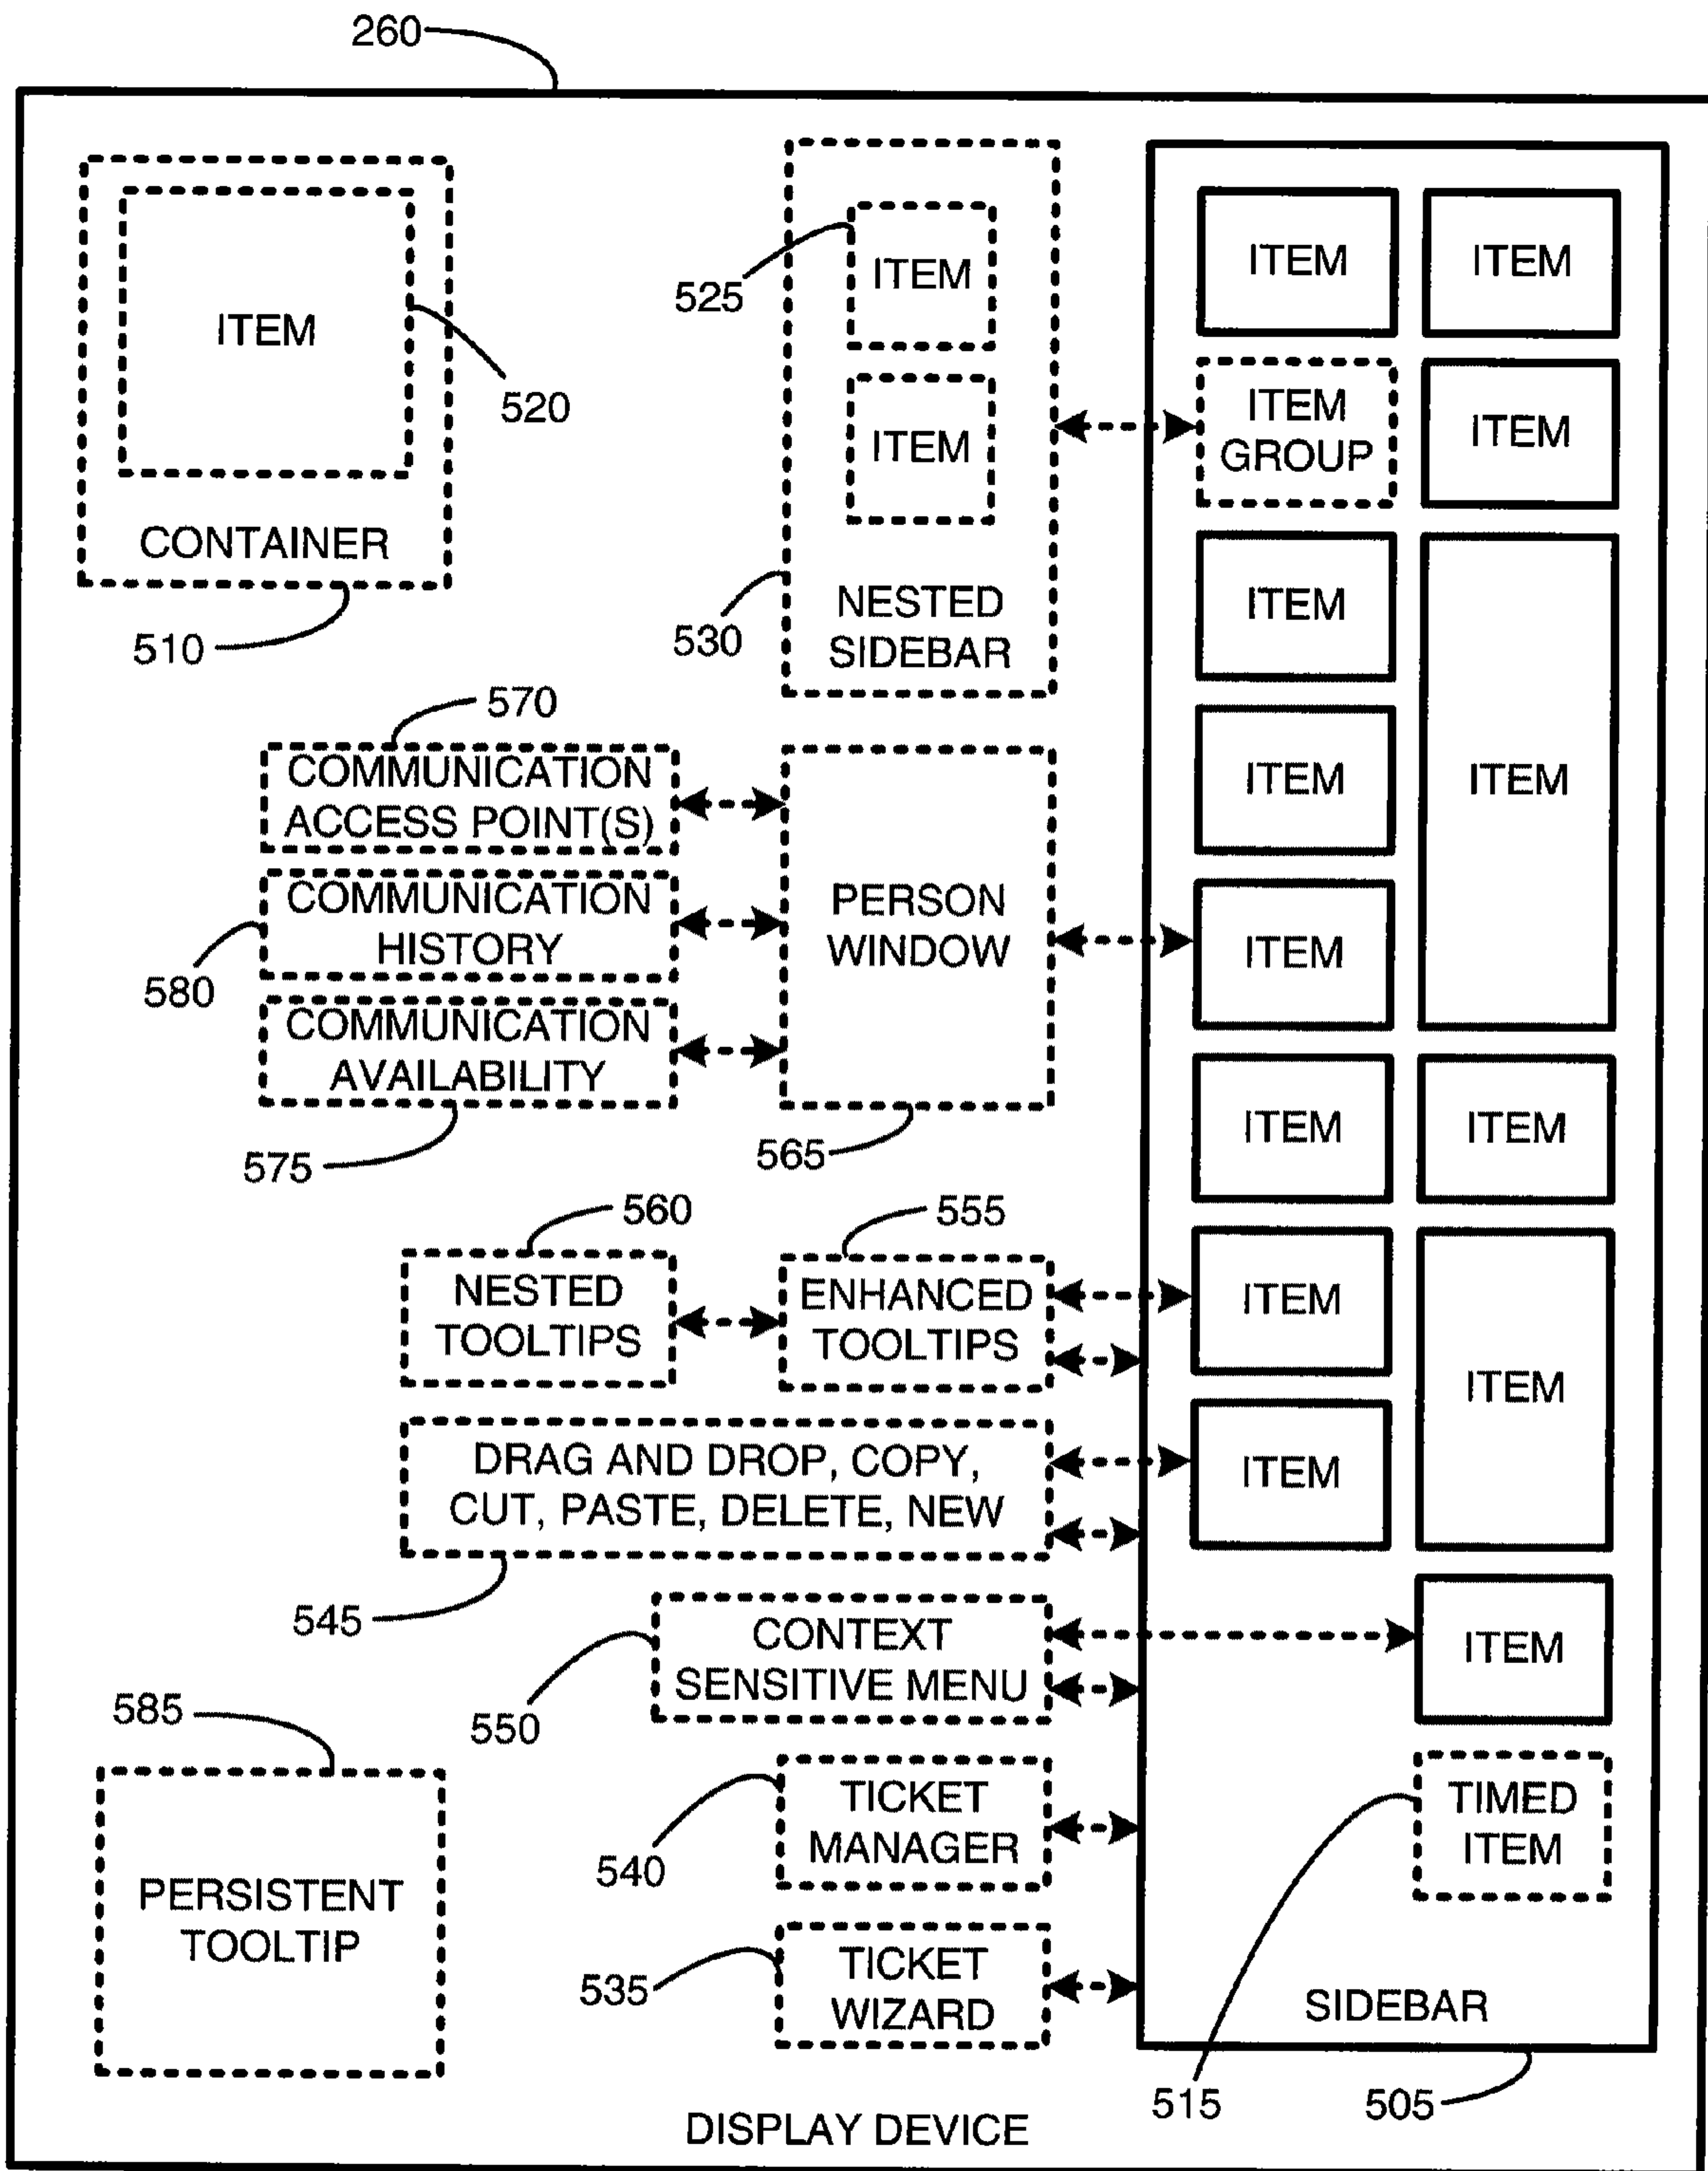 260
ITEM
520
CONTAINER
510
525
ITEM
ITEM
530
NESTED
SIDEBAR
ITEM
ITEM
ITEM
GROUP
ITEM
ITEM
ITEM
ITEM
ITEM
ITEM
ITEM
ITEM
ITEM
ITEM
ITEM
TIMED
ITEM
SIDEBAR
515
505
570
COMMUNICATION
ACCESS POINT(S)
COMMUNICATION
HISTORY
580
COMMUNICATION
AVAILABILITY
575
PERSON
WINDOW
565
560
NESTED
TOOLTIPS
555
ENHANCED
TOOLTIPS
DRAG AND DROP, COPY,
CUT, PASTE, DELETE, NEW
545
CONTEXT
SENSITIVE MENU
550
585
PERSISTENT
TOOLTIP
TICKET
MANAGER
540
TICKET
WIZARD
535
DISPLAY DEVICE